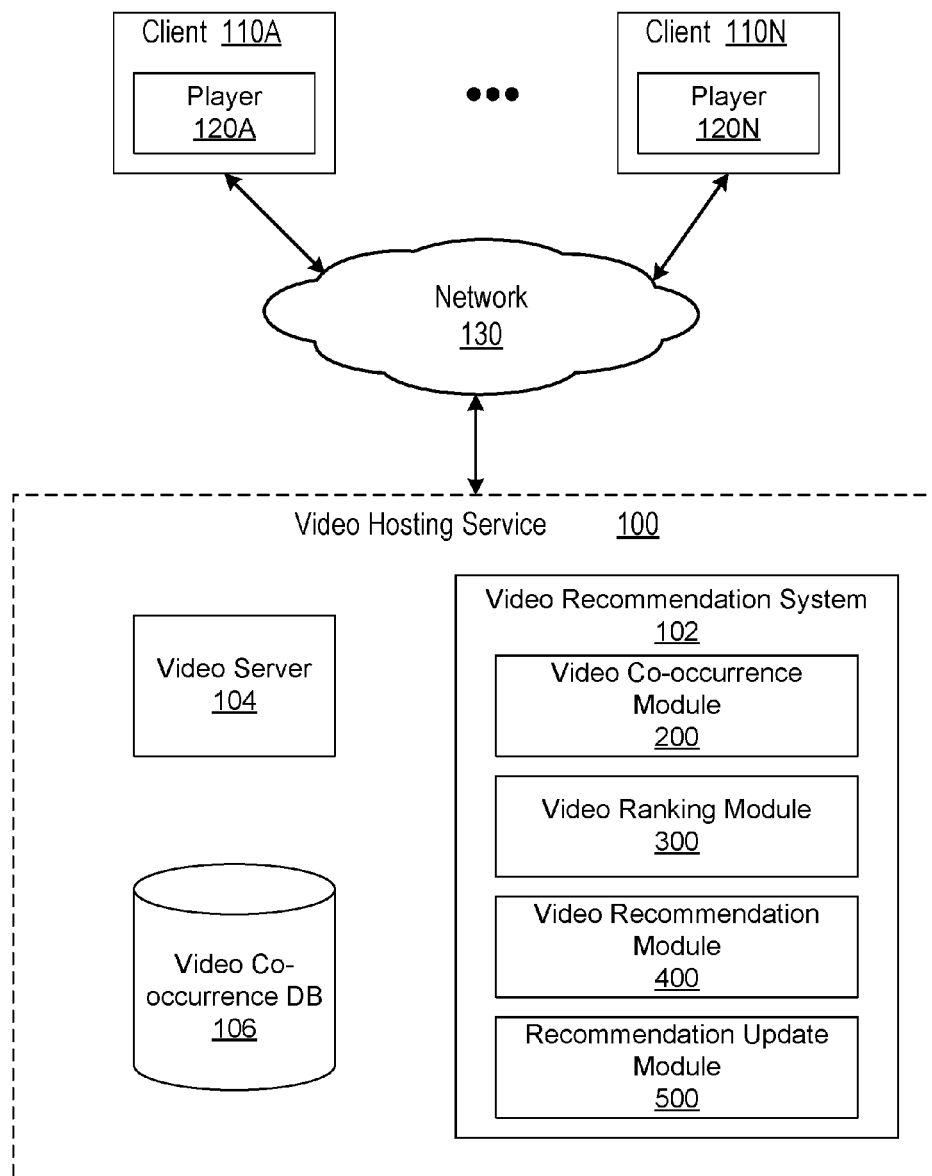 Client 110A
Player
120A
Client 110N
Player
120N
Network
130
Video Hosting Service 100
Video Server
104
Video Co-
occurrence DB
106
Video Recommendation System
102
Video Co-occurrence
Module
200
Video Ranking Module
300
Video Recommendation
Module
400
Recommendation Update
Module
500